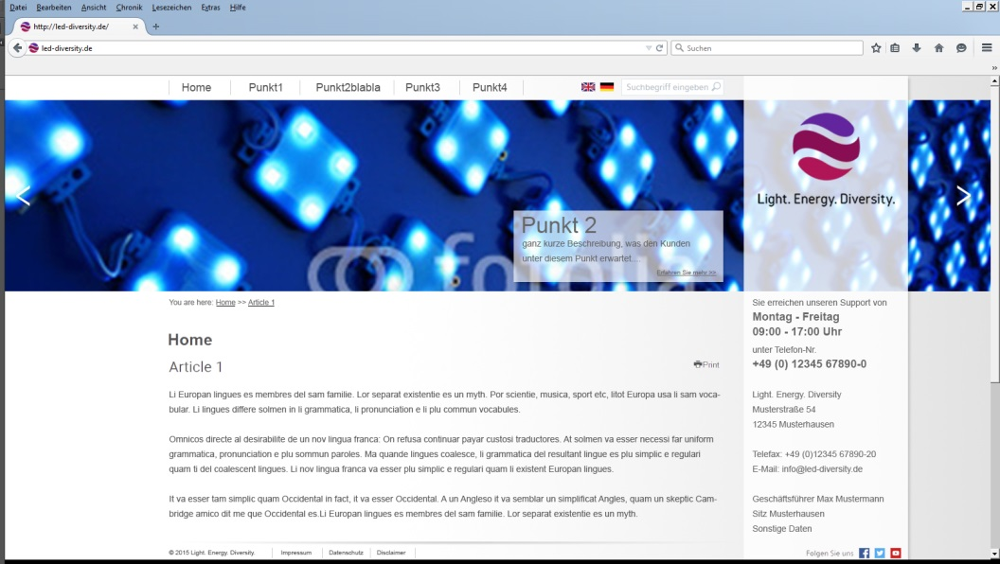 Datei Bearbeiten Ansicht Chronik Lesezeichen Extras Hilfe
http://led-diversity.de/
led-diversity.de
Suchen
Home Punkt1 Punkt2blabla Punkt3 Punkt4
Suchbegriff eingeben
Light. Energy. Diversity.
Punkt 2
ganz kurze Beschreibung, was den Kunden
unter diesem Punkt erwartet....
Erfahren Sie mehr >>
fotolia
You are here: Home >> Article 1
Home
Article 1
Print
Li Europan lingues es membres del sam familie. Lor separat existentie es un myth. Por scientie, musica, sport etc, litot Europa usa li sam voca-
bular. Li lingues differe solmen in li grammatica, li pronunciation e li plu commun vocabules.
Omnicos directe al desirabilite de un nov lingua franca: On refusa continuar payar custosi traductores. At solmen va esser necessi far uniform
grammatica, pronunciation e plu sommun paroles. Ma quande lingues coalesce, li grammatica del resultant lingue es plu simplic e regulari
quam ti del coalescent lingues. Li nov lingua franca va esser plu simplic e regulari quam li existent Europan lingues.
It va esser tam simplic quam Occidental in fact, it va esser Occidental. A un Angleso it va semblar un simplificat Angles, quam un skeptic Cam-
bridge amico dit me que Occidental es.Li Europan lingues es membres del sam familie. Lor separat existentie es un myth.
Sie erreichen unseren Support von
Montag - Freitag
09:00 - 17:00 Uhr
unter Telefon-Nr.
+49 (0) 12345 67890-0
Light. Energy. Diversity
Musterstraße 54
12345 Musterhausen
Telefax: +49 (0)12345 67890-20
E-Mail: info@led-diversity.de
Geschäftsführer Max Mustermann
Sitz Musterhausen
Sonstige Daten
© 2015 Light. Energy. Diversity. Impressum Datenschutz Disclaimer
Folgen Sie uns